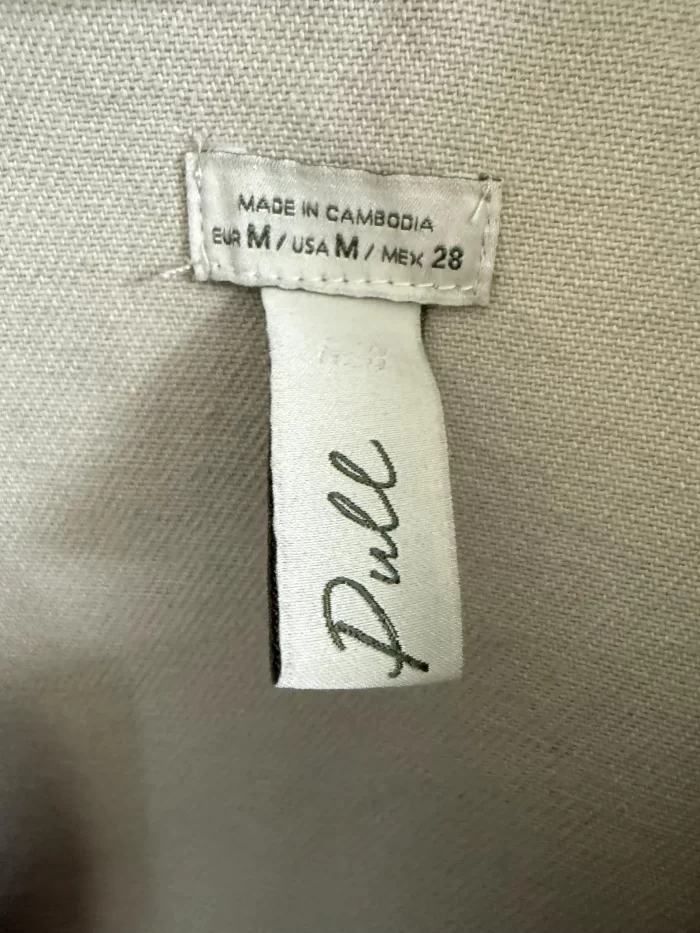 MADE IN CAMBODIA
EUR M / USA M / MEX 28
Pull